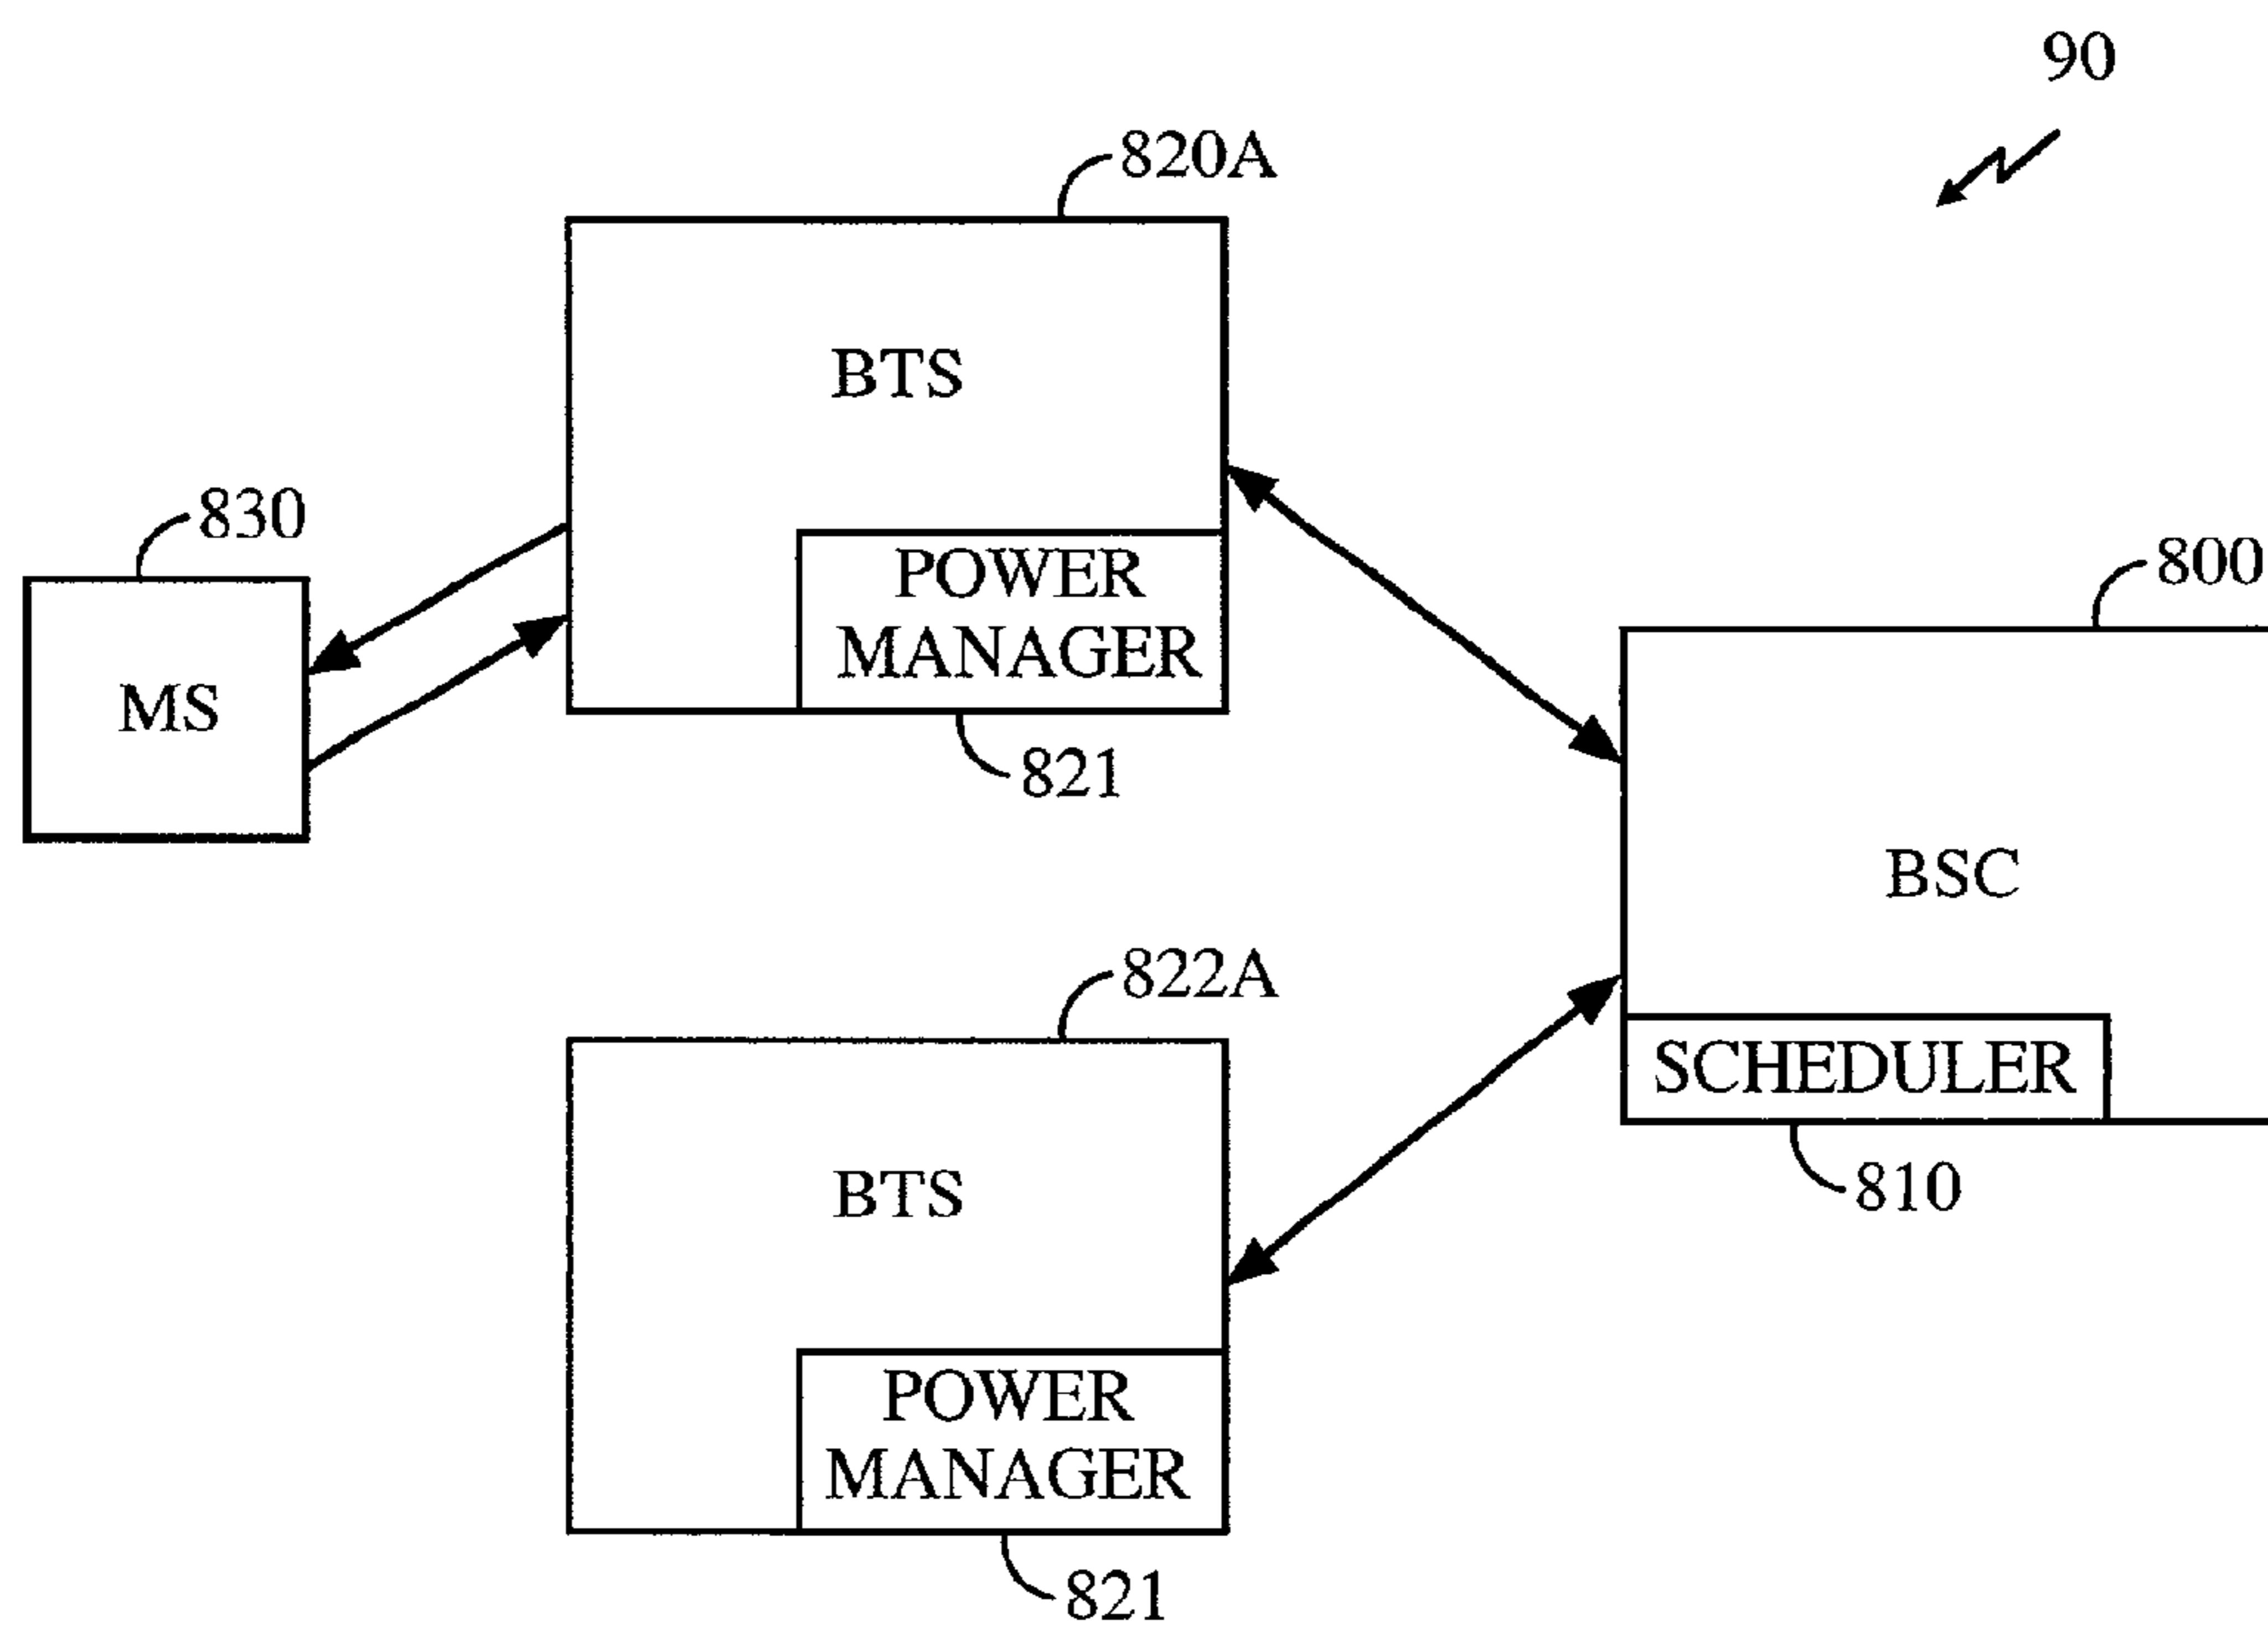 90
820A
BTS
830
POWER
MANAGER
800
MS
821
BSC
822A
SCHEDULER
BTS
810
POWER
MANAGER
821